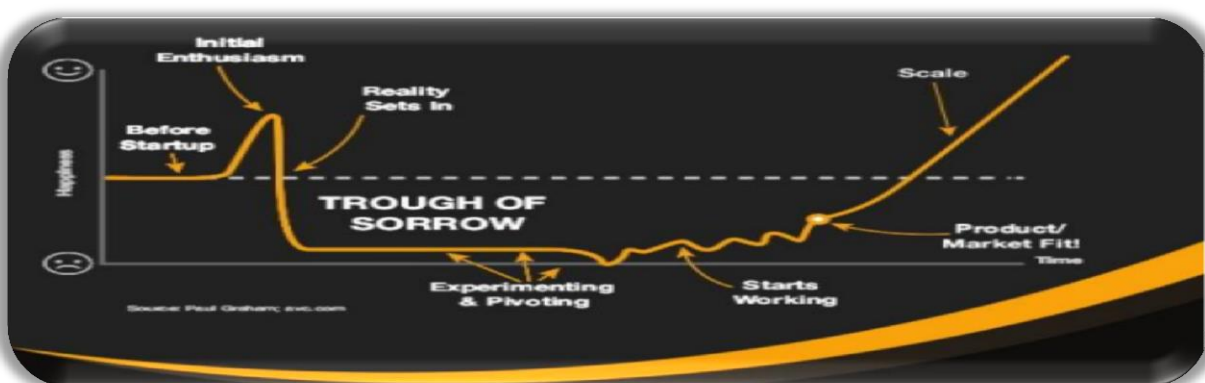 Initial
Enthusiasm
Reality
Sets In
Before
Startup
Scale
Happiness
TROUGH OF
SORROW
Product/
Market Fit!
Time
Experimenting
& Pivoting
Starts
Working
Source: Paul Graham; avc.com